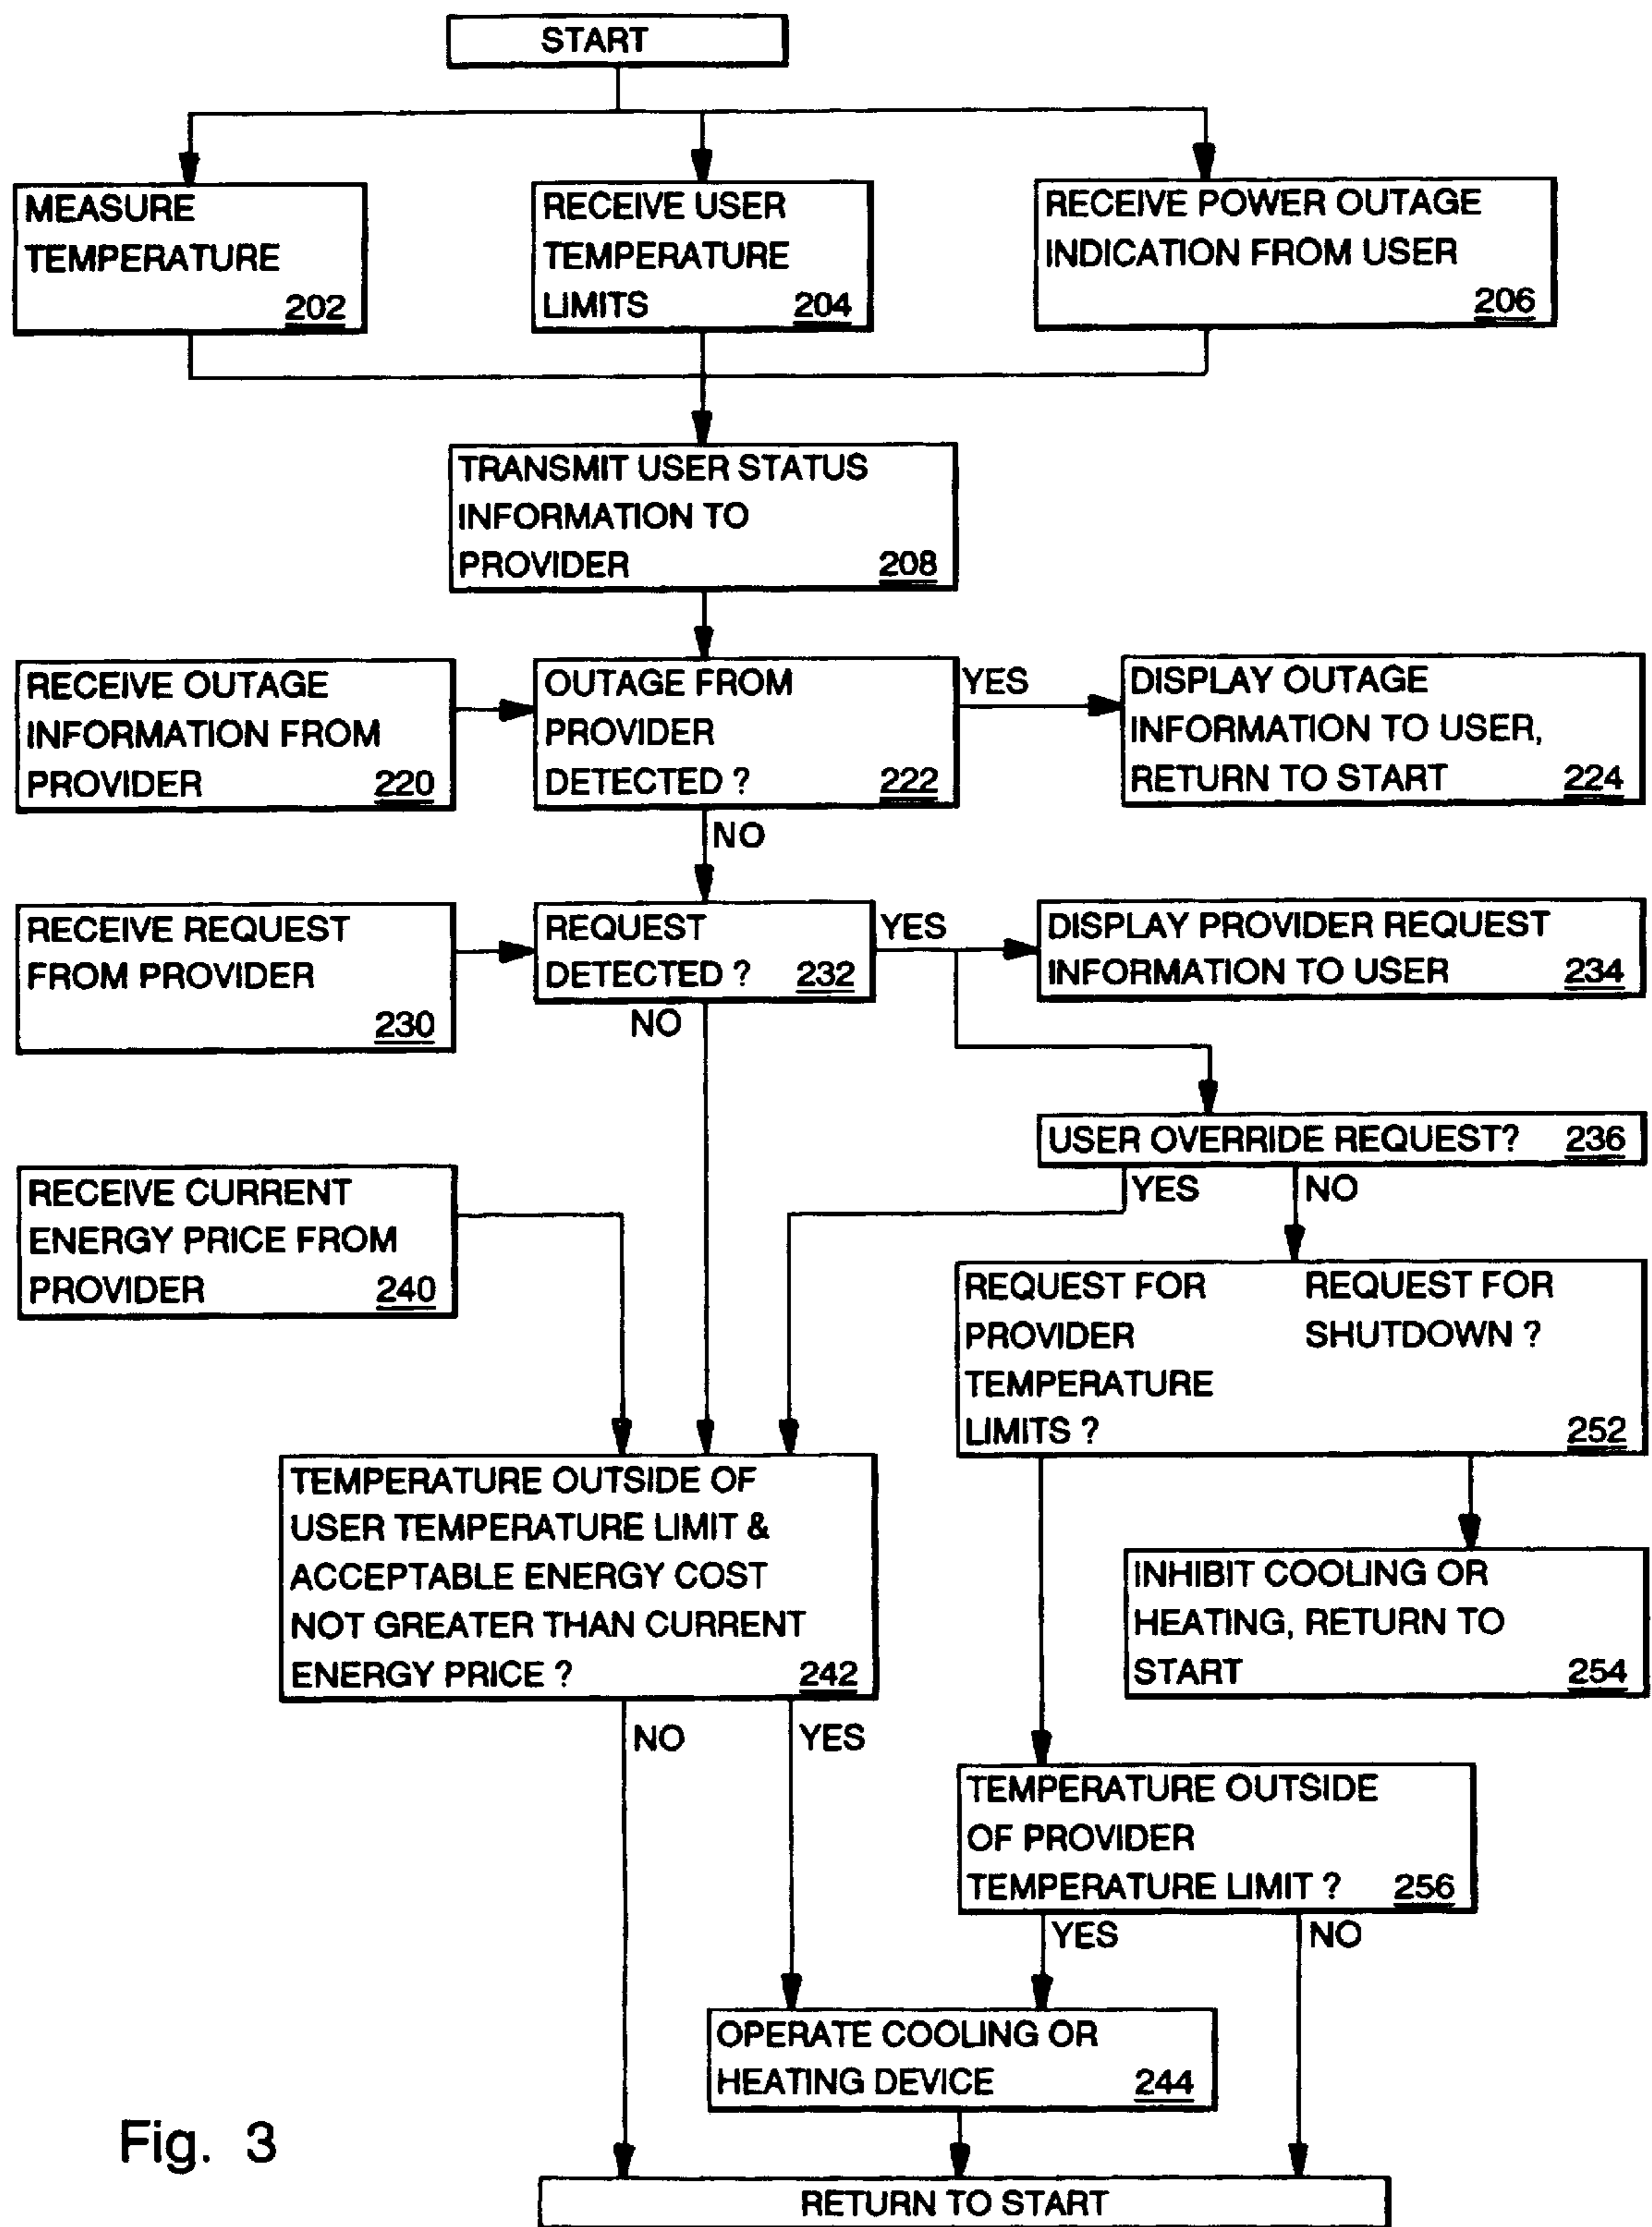 START
MEASURE
TEMPERATURE
202
RECEIVE USER
TEMPERATURE
LIMITS 204
RECEIVE POWER OUTAGE
INDICATION FROM USER
206
TRANSMIT USER STATUS
INFORMATION TO
PROVIDER 208
RECEIVE OUTAGE
INFORMATION FROM
PROVIDER 220
OUTAGE FROM
PROVIDER
DETECTED ? 222
YES
DISPLAY OUTAGE
INFORMATION TO USER,
RETURN TO START 224
NO
RECEIVE REQUEST
FROM PROVIDER
230
REQUEST
DETECTED ? 232
YES
DISPLAY PROVIDER REQUEST
INFORMATION TO USER 234
NO
USER OVERRIDE REQUEST? 236
YES
NO
RECEIVE CURRENT
ENERGY PRICE FROM
PROVIDER 240
REQUEST FOR
PROVIDER
TEMPERATURE
LIMITS ?
REQUEST FOR
SHUTDOWN ?
252
TEMPERATURE OUTSIDE OF
USER TEMPERATURE LIMIT &
ACCEPTABLE ENERGY COST
NOT GREATER THAN CURRENT
ENERGY PRICE ? 242
INHIBIT COOLING OR
HEATING, RETURN TO
START 254
NO
YES
TEMPERATURE OUTSIDE
OF PROVIDER
TEMPERATURE LIMIT ? 256
YES
NO
OPERATE COOLING OR
HEATING DEVICE 244
Fig. 3
RETURN TO START